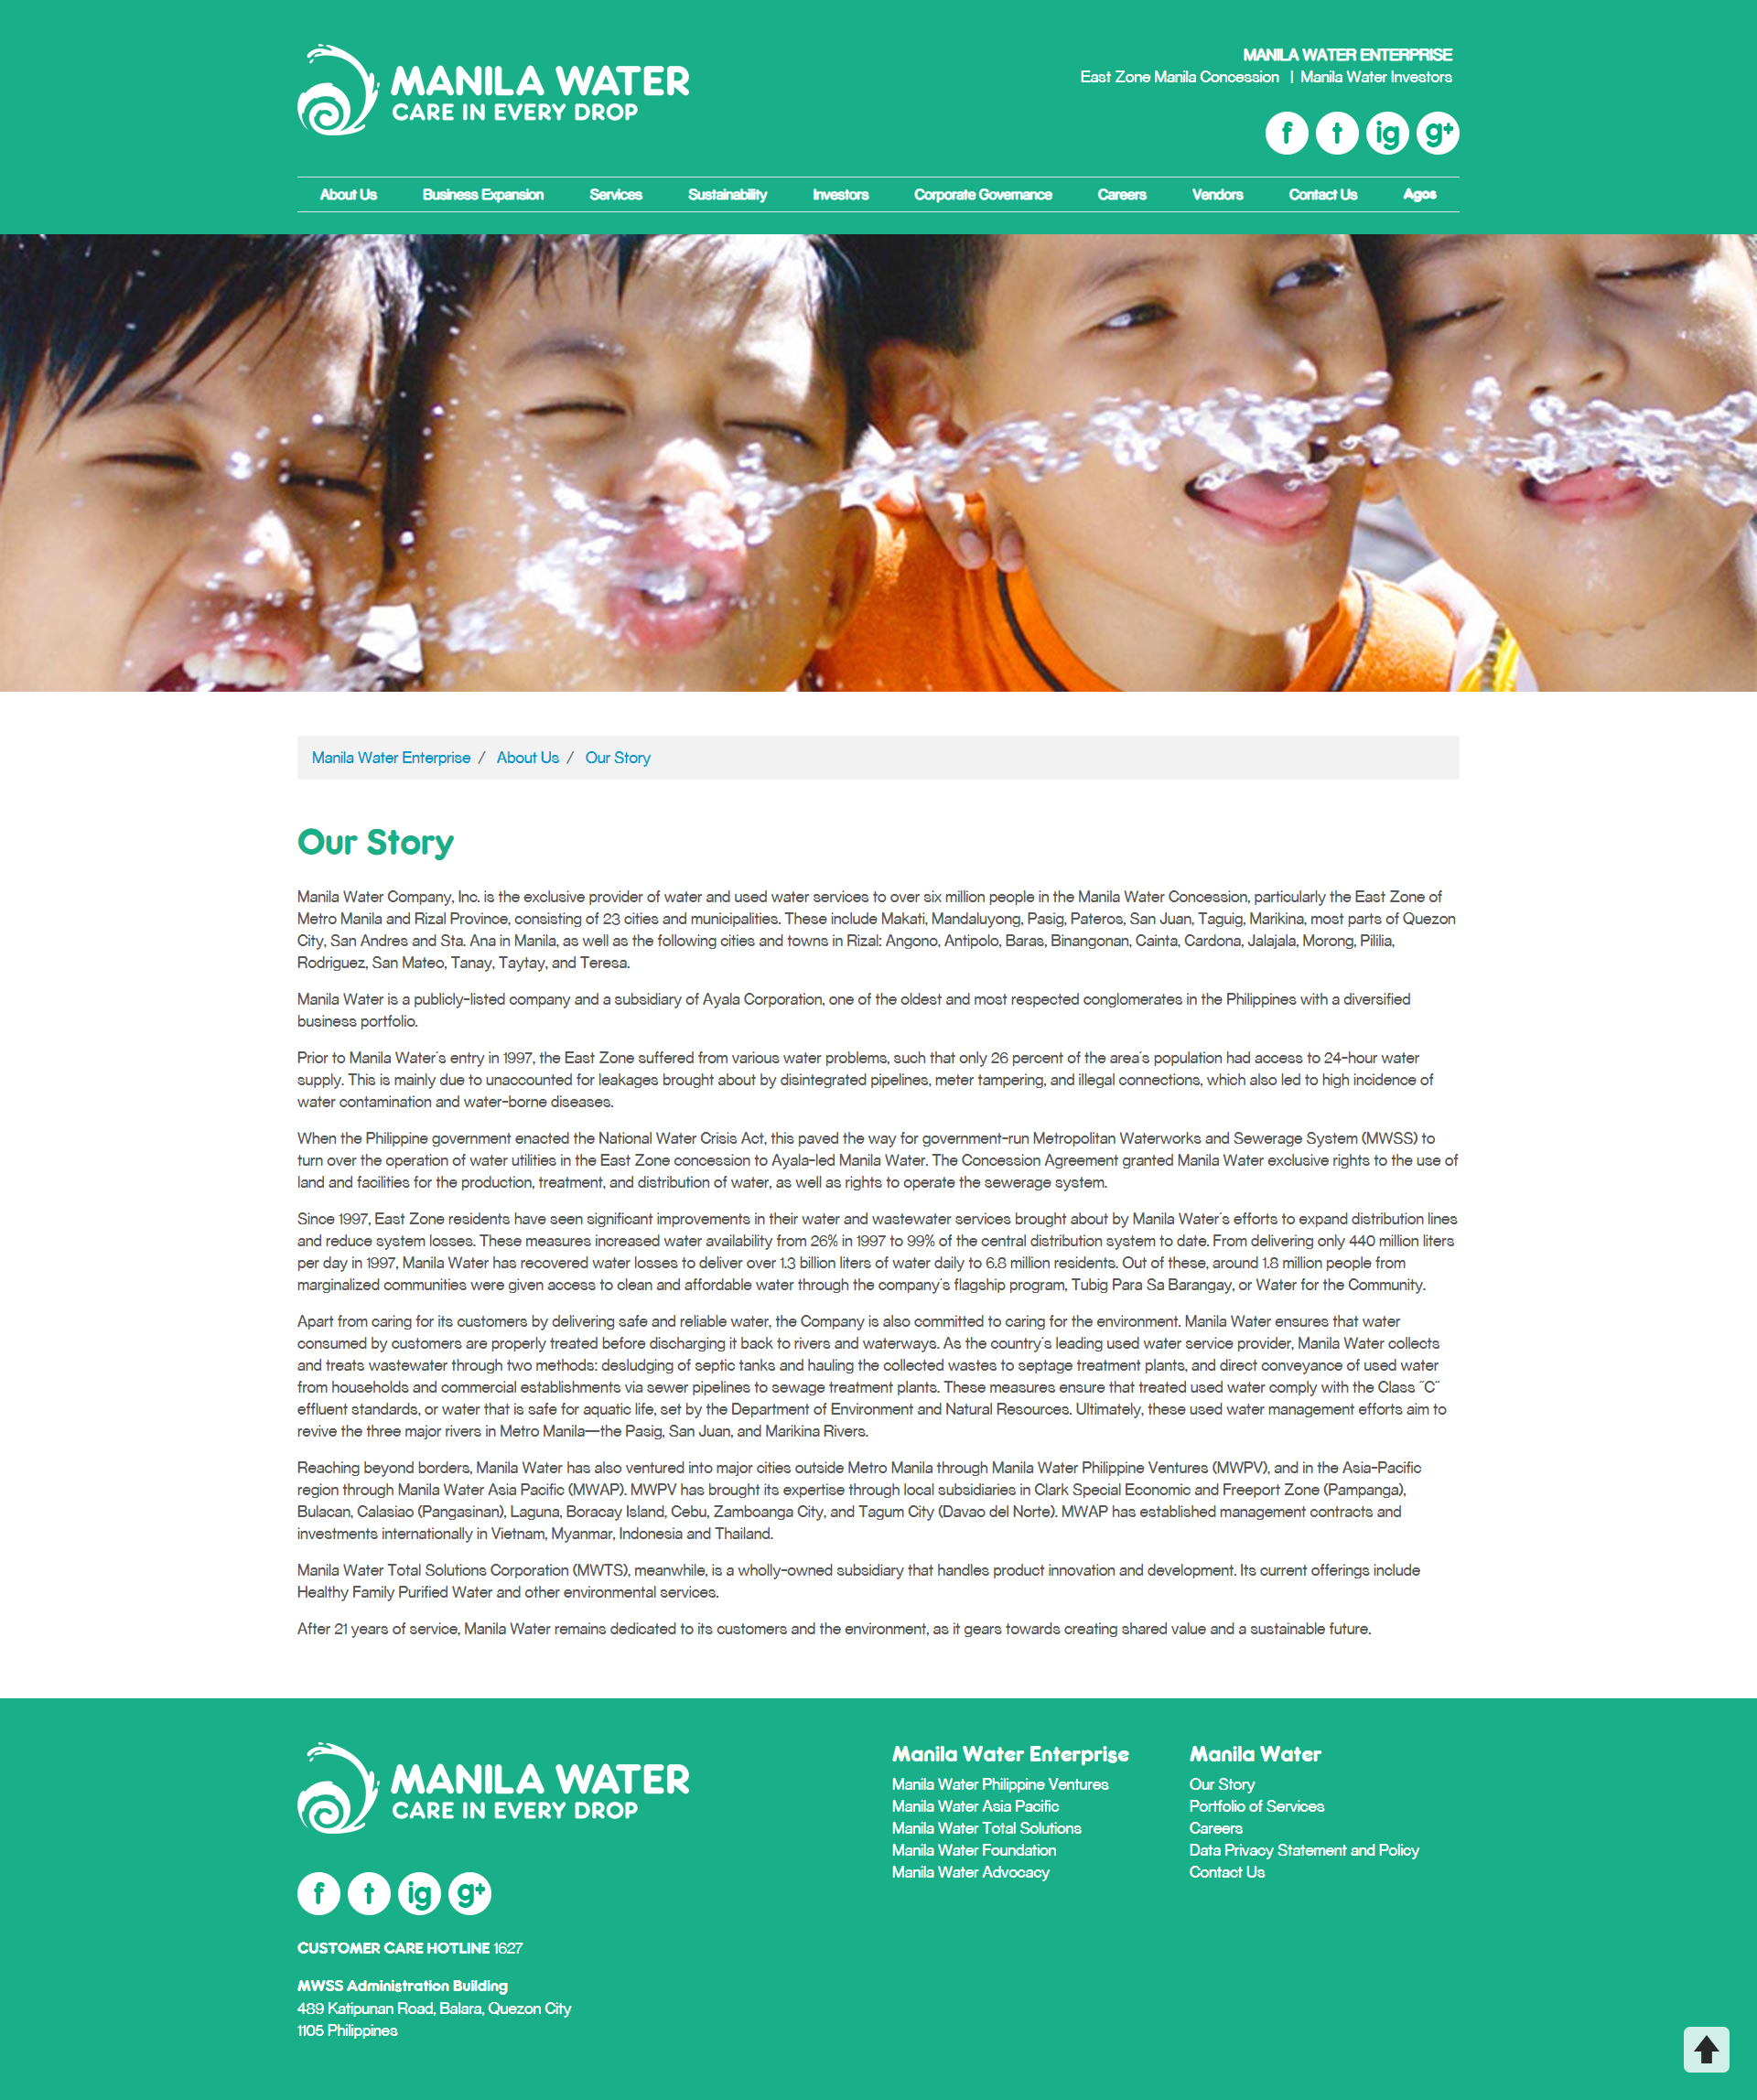 MANILA WATER
CARE IN EVERY DROP
MANILA WATER ENTERPRISE
East Zone Manila Concession | Manila Water Investors
f t ig g+
About Us Business Expansion Services Sustainability Investors Corporate Governance Careers Vendors Contact Us Agos
Manila Water Enterprise / About Us / Our Story
Our Story
Manila Water Company, Inc. is the exclusive provider of water and used water services to over six million people in the Manila Water Concession, particularly the East Zone of
Metro Manila and Rizal Province, consisting of 23 cities and municipalities. These include Makati, Mandaluyong, Pasig, Pateros, San Juan, Taguig, Marikina, most parts of Quezon
City, San Andres and Sta. Ana in Manila, as well as the following cities and towns in Rizal: Angono, Antipolo, Baras, Binangonan, Cainta, Cardona, Jalajala, Morong, Pililia,
Rodriguez, San Mateo, Tanay, Taytay, and Teresa.
Manila Water is a publicly-listed company and a subsidiary of Ayala Corporation, one of the oldest and most respected conglomerates in the Philippines with a diversified
business portfolio.
Prior to Manila Water's entry in 1997, the East Zone suffered from various water problems, such that only 26 percent of the area's population had access to 24-hour water
supply. This is mainly due to unaccounted for leakages brought about by disintegrated pipelines, meter tampering, and illegal connections, which also led to high incidence of
water contamination and water-borne diseases.
When the Philippine government enacted the National Water Crisis Act, this paved the way for government-run Metropolitan Waterworks and Sewerage System (MWSS) to
turn over the operation of water utilities in the East Zone concession to Ayala-led Manila Water. The Concession Agreement granted Manila Water exclusive rights to the use of
land and facilities for the production, treatment, and distribution of water, as well as rights to operate the sewerage system.
Since 1997, East Zone residents have seen significant improvements in their water and wastewater services brought about by Manila Water's efforts to expand distribution lines
and reduce system losses. These measures increased water availability from 26% in 1997 to 99% of the central distribution system to date. From delivering only 440 million liters
per day in 1997, Manila Water has recovered water losses to deliver over 1.3 billion liters of water daily to 6.8 million residents. Out of these, around 1.8 million people from
marginalized communities were given access to clean and affordable water through the company's flagship program, Tubig Para Sa Barangay, or Water for the Community.
Apart from caring for its customers by delivering safe and reliable water, the Company is also committed to caring for the environment. Manila Water ensures that water
consumed by customers are properly treated before discharging it back to rivers and waterways. As the country's leading used water service provider, Manila Water collects
and treats wastewater through two methods: desludging of septic tanks and hauling the collected wastes to septage treatment plants, and direct conveyance of used water
from households and commercial establishments via sewer pipelines to sewage treatment plants. These measures ensure that treated used water comply with the Class "C"
effluent standards, or water that is safe for aquatic life, set by the Department of Environment and Natural Resources. Ultimately, these used water management efforts aim to
revive the three major rivers in Metro Manila—the Pasig, San Juan, and Marikina Rivers.
Reaching beyond borders, Manila Water has also ventured into major cities outside Metro Manila through Manila Water Philippine Ventures (MWPV), and in the Asia-Pacific
region through Manila Water Asia Pacific (MWAP). MWPV has brought its expertise through local subsidiaries in Clark Special Economic and Freeport Zone (Pampanga),
Bulacan, Calasiao (Pangasinan), Laguna, Boracay Island, Cebu, Zamboanga City, and Tagum City (Davao del Norte). MWAP has established management contracts and
investments internationally in Vietnam, Myanmar, Indonesia and Thailand.
Manila Water Total Solutions Corporation (MWTS), meanwhile, is a wholly-owned subsidiary that handles product innovation and development. Its current offerings include
Healthy Family Purified Water and other environmental services.
After 21 years of service, Manila Water remains dedicated to its customers and the environment, as it gears towards creating shared value and a sustainable future.
MANILA WATER
CARE IN EVERY DROP
f t ig g+
CUSTOMER CARE HOTLINE 1627
MWSS Administration Building
489 Katipunan Road, Balara, Quezon City
1105 Philippines
Manila Water Enterprise
Manila Water Philippine Ventures
Manila Water Asia Pacific
Manila Water Total Solutions
Manila Water Foundation
Manila Water Advocacy
Manila Water
Our Story
Portfolio of Services
Careers
Data Privacy Statement and Policy
Contact Us